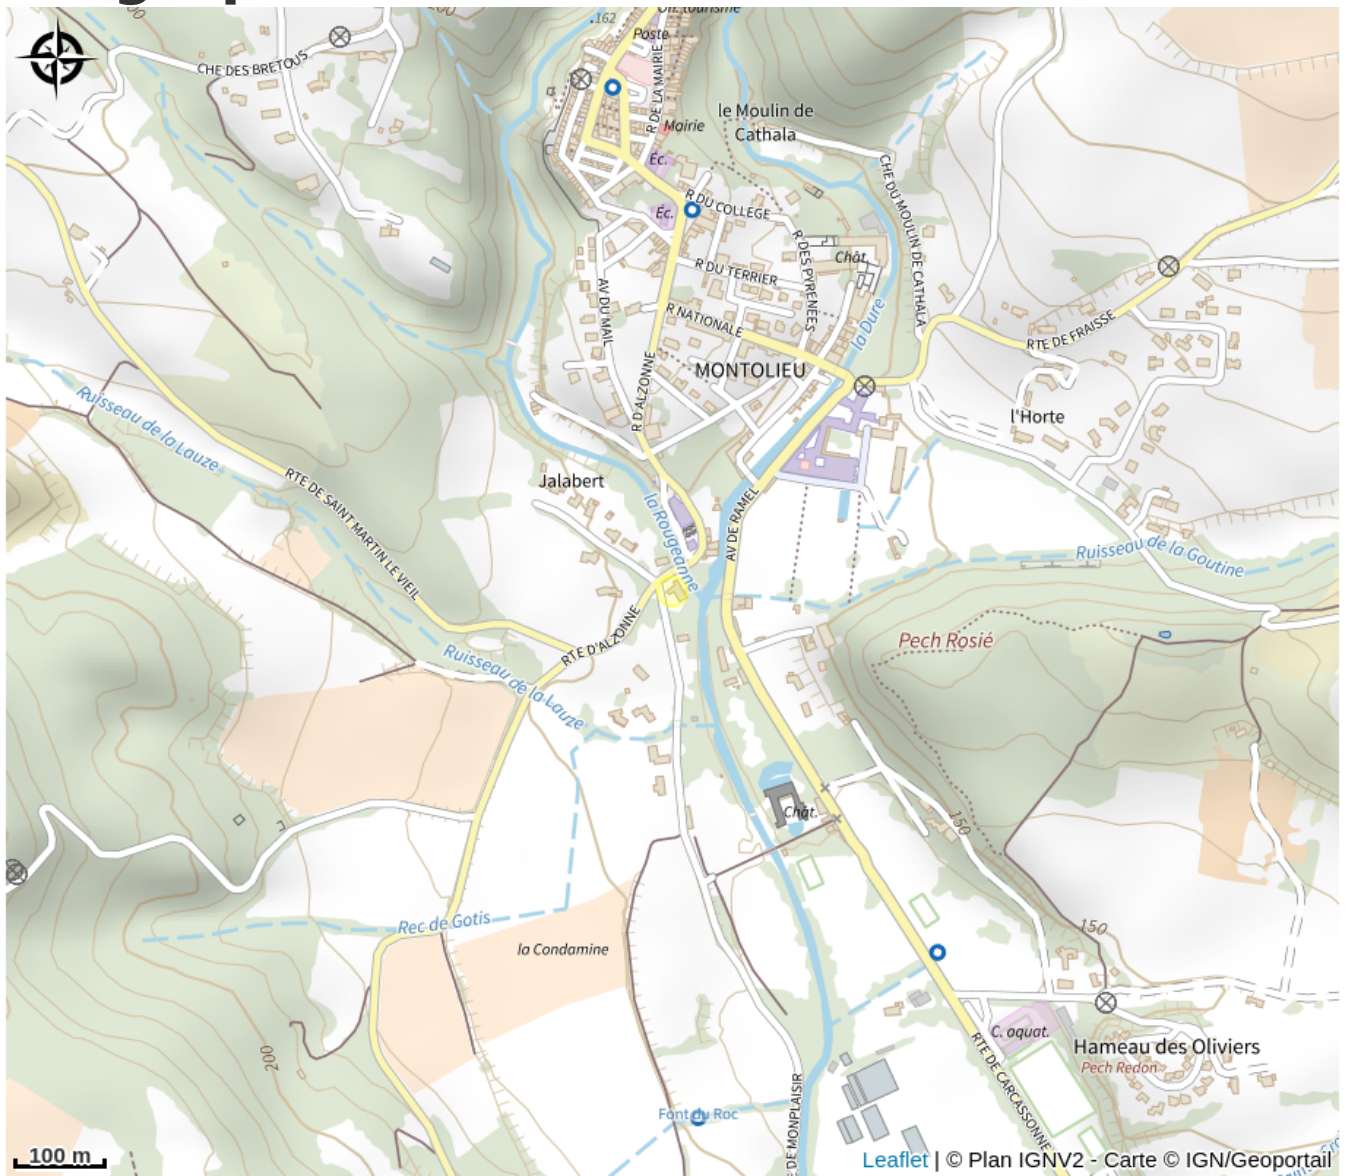 Off. tourisme
.162
Poste
CHE DES BRETOUS
R DE LA MAIRIE
le Moulin de
Cathala
Mairie
Éc.
CHE DU MOULIN DE CATHALA
R DU COLLEGE
Éc.
R DES PYRENÉES
Chât.
R DU TERRIER
AV DU MAIL
la Dure
R NATIONALE
RTE DE FRAISSE
MONTOLIEU
R D'ALZONNE
Ruisseau de la Lauze
l'Horte
Jalabert
RTE DE SAINT MARTIN LE VIEIL
la Rougeanne
AV DE RAMEL
Ruisseau de la Goutine
RTE D'ALZONNE
Pech Rosié
Ruisseau de la Lauze
Chât.
150
Rec de Gotis
150
la Condamine
200
C. aquat.
Hameau des Oliviers
Pech Redon
RTE DE CARCASSONNE
DE MONPLAISIR
Font du Roc
100 m
Leaflet | © Plan IGNV2 - Carte © IGN/Geoportail